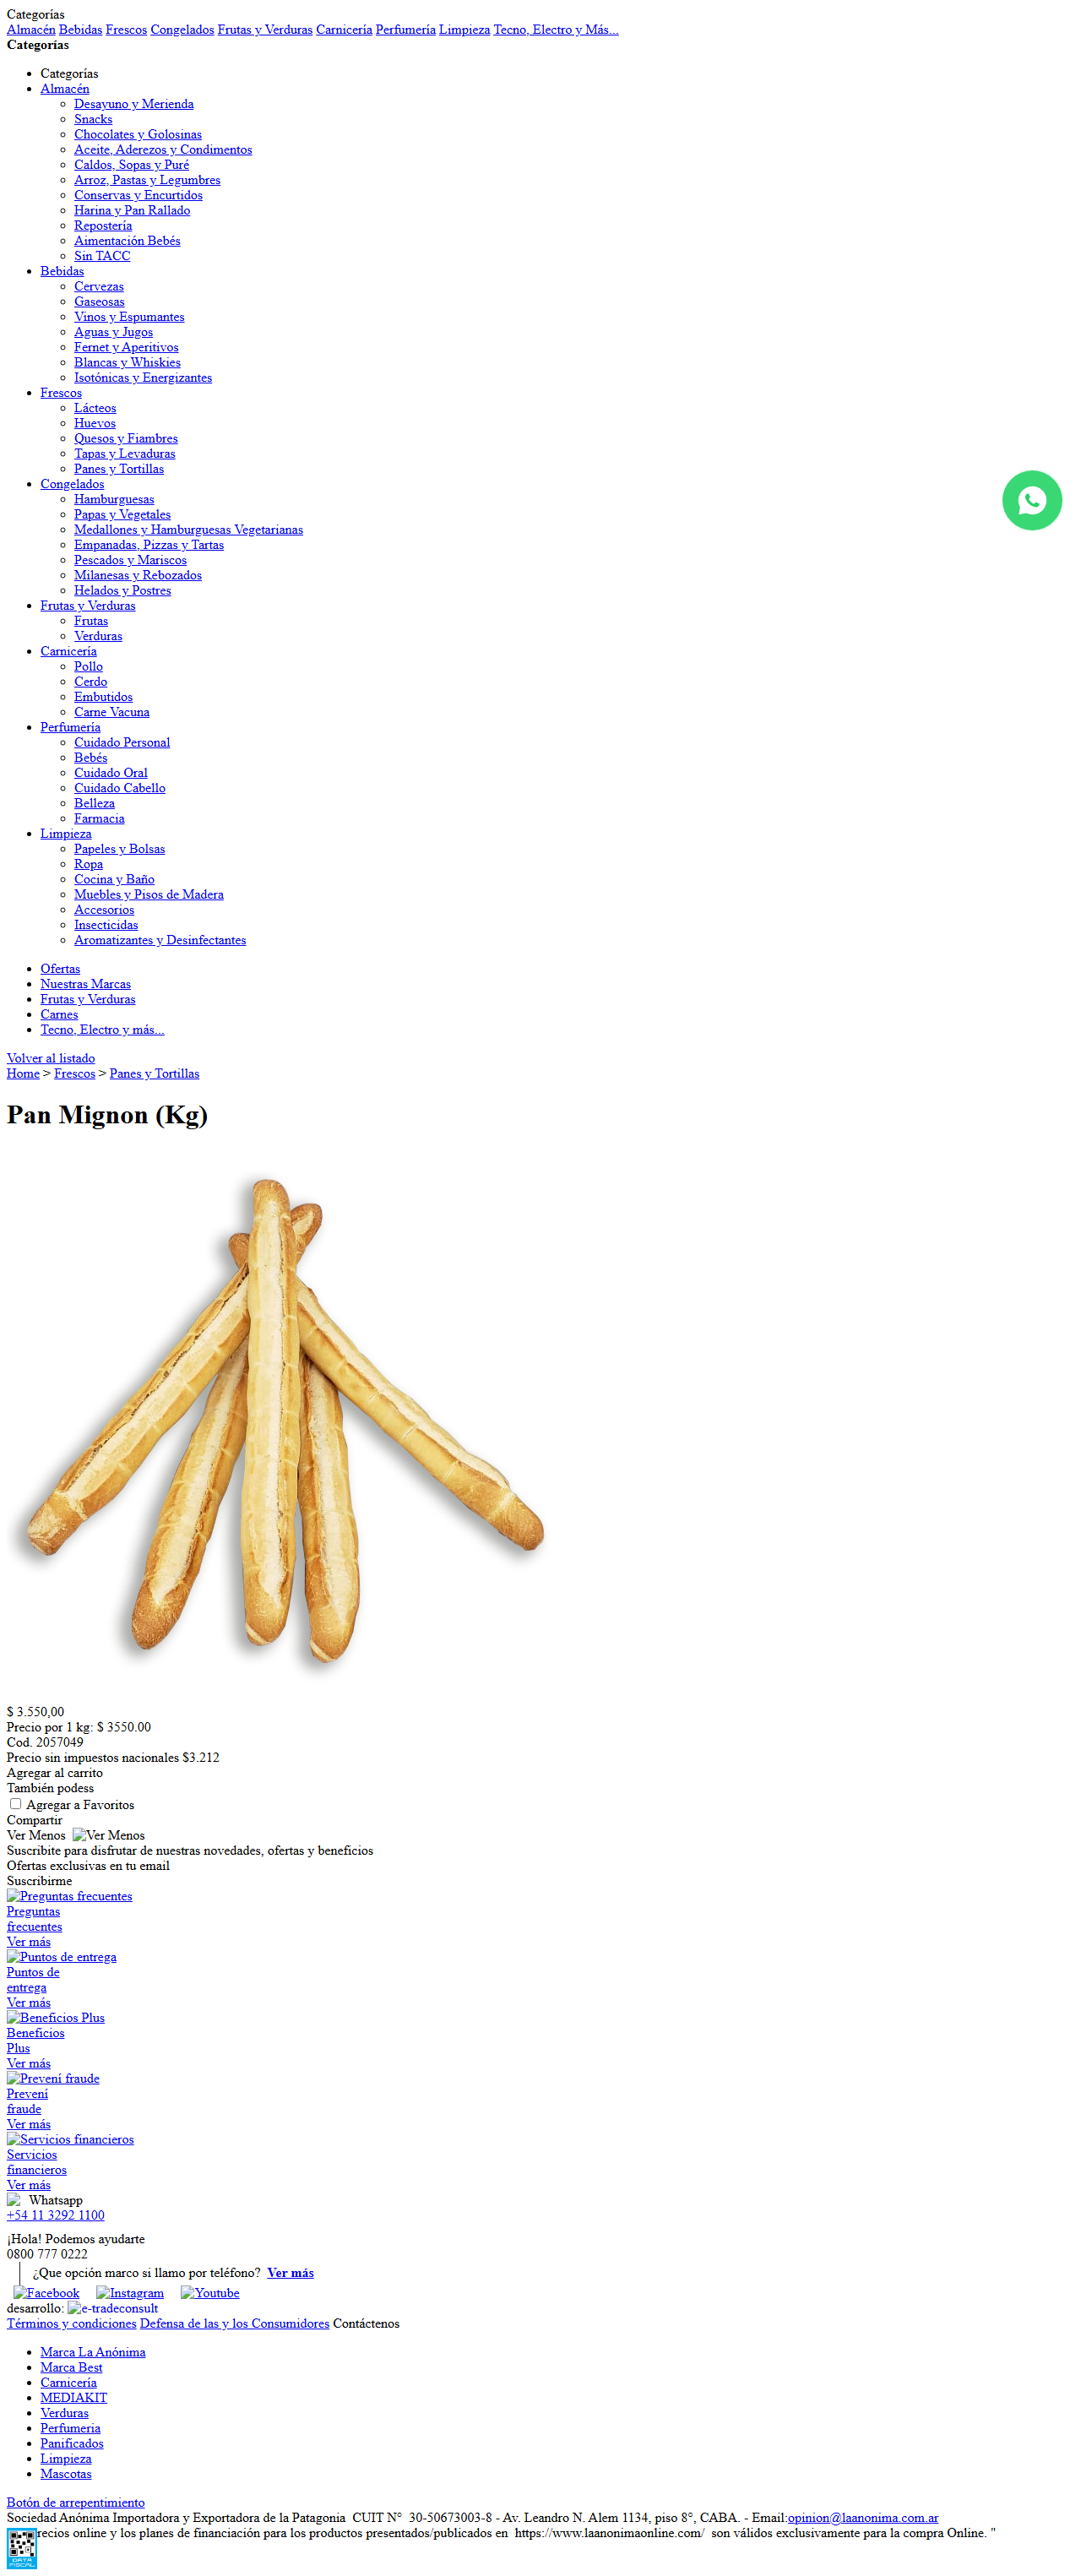 Categorías
Almacén Bebidas Frescos Congelados Frutas y Verduras Carnicería Perfumería Limpieza Tecno, Electro y Más...
Categorías
Categorías
Almacén
Desayuno y Merienda
Snacks
Chocolates y Golosinas
Aceite, Aderezos y Condimentos
Caldos, Sopas y Puré
Arroz, Pastas y Legumbres
Conservas y Encurtidos
Harina y Pan Rallado
Repostería
Aimentación Bebés
Sin TACC
Bebidas
Cervezas
Gaseosas
Vinos y Espumantes
Aguas y Jugos
Fernet y Aperitivos
Blancas y Whiskies
Isotónicas y Energizantes
Frescos
Lácteos
Huevos
Quesos y Fiambres
Tapas y Levaduras
Panes y Tortillas
Congelados
Hamburguesas
Papas y Vegetales
Medallones y Hamburguesas Vegetarianas
Empanadas, Pizzas y Tartas
Pescados y Mariscos
Milanesas y Rebozados
Helados y Postres
Frutas y Verduras
Frutas
Verduras
Carnicería
Pollo
Cerdo
Embutidos
Carne Vacuna
Perfumería
Cuidado Personal
Bebés
Cuidado Oral
Cuidado Cabello
Belleza
Farmacia
Limpieza
Papeles y Bolsas
Ropa
Cocina y Baño
Muebles y Pisos de Madera
Accesorios
Insecticidas
Aromatizantes y Desinfectantes
Ofertas
Nuestras Marcas
Frutas y Verduras
Carnes
Tecno, Electro y más...
Volver al listado
Home > Frescos > Panes y Tortillas
Pan Mignon (Kg)
$ 3.550,00
Precio por 1 kg: $ 3550.00
Cod. 2057049
Precio sin impuestos nacionales $3.212
Agregar al carrito
También podess
Agregar a Favoritos
Compartir
Ver Menos Ver Menos
Suscribite para disfrutar de nuestras novedades, ofertas y beneficios
Ofertas exclusivas en tu email
Suscribirme
Preguntas frecuentes
Preguntas
frecuentes
Ver más
Puntos de entrega
Puntos de
entrega
Ver más
Beneficios Plus
Beneficios
Plus
Ver más
Prevení fraude
Prevení
fraude
Ver más
Servicios financieros
Servicios
financieros
Ver más
Whatsapp
+54 11 3292 1100
¡Hola! Podemos ayudarte
0800 777 0222
¿Que opción marco si llamo por teléfono? Ver más
Facebook Instagram Youtube
desarrollo: e-tradeconsult
Términos y condiciones Defensa de las y los Consumidores Contáctenos
Marca La Anónima
Marca Best
Carnicería
MEDIAKIT
Verduras
Perfumeria
Panificados
Limpieza
Mascotas
Botón de arrepentimiento
Sociedad Anónima Importadora y Exportadora de la Patagonia CUIT N° 30-50673003-8 - Av. Leandro N. Alem 1134, piso 8°, CABA. - Email:opinion@laanonima.com.ar
recios online y los planes de financiación para los productos presentados/publicados en https://www.laanonimaonline.com/ son válidos exclusivamente para la compra Online. "
DATA
FISCAL